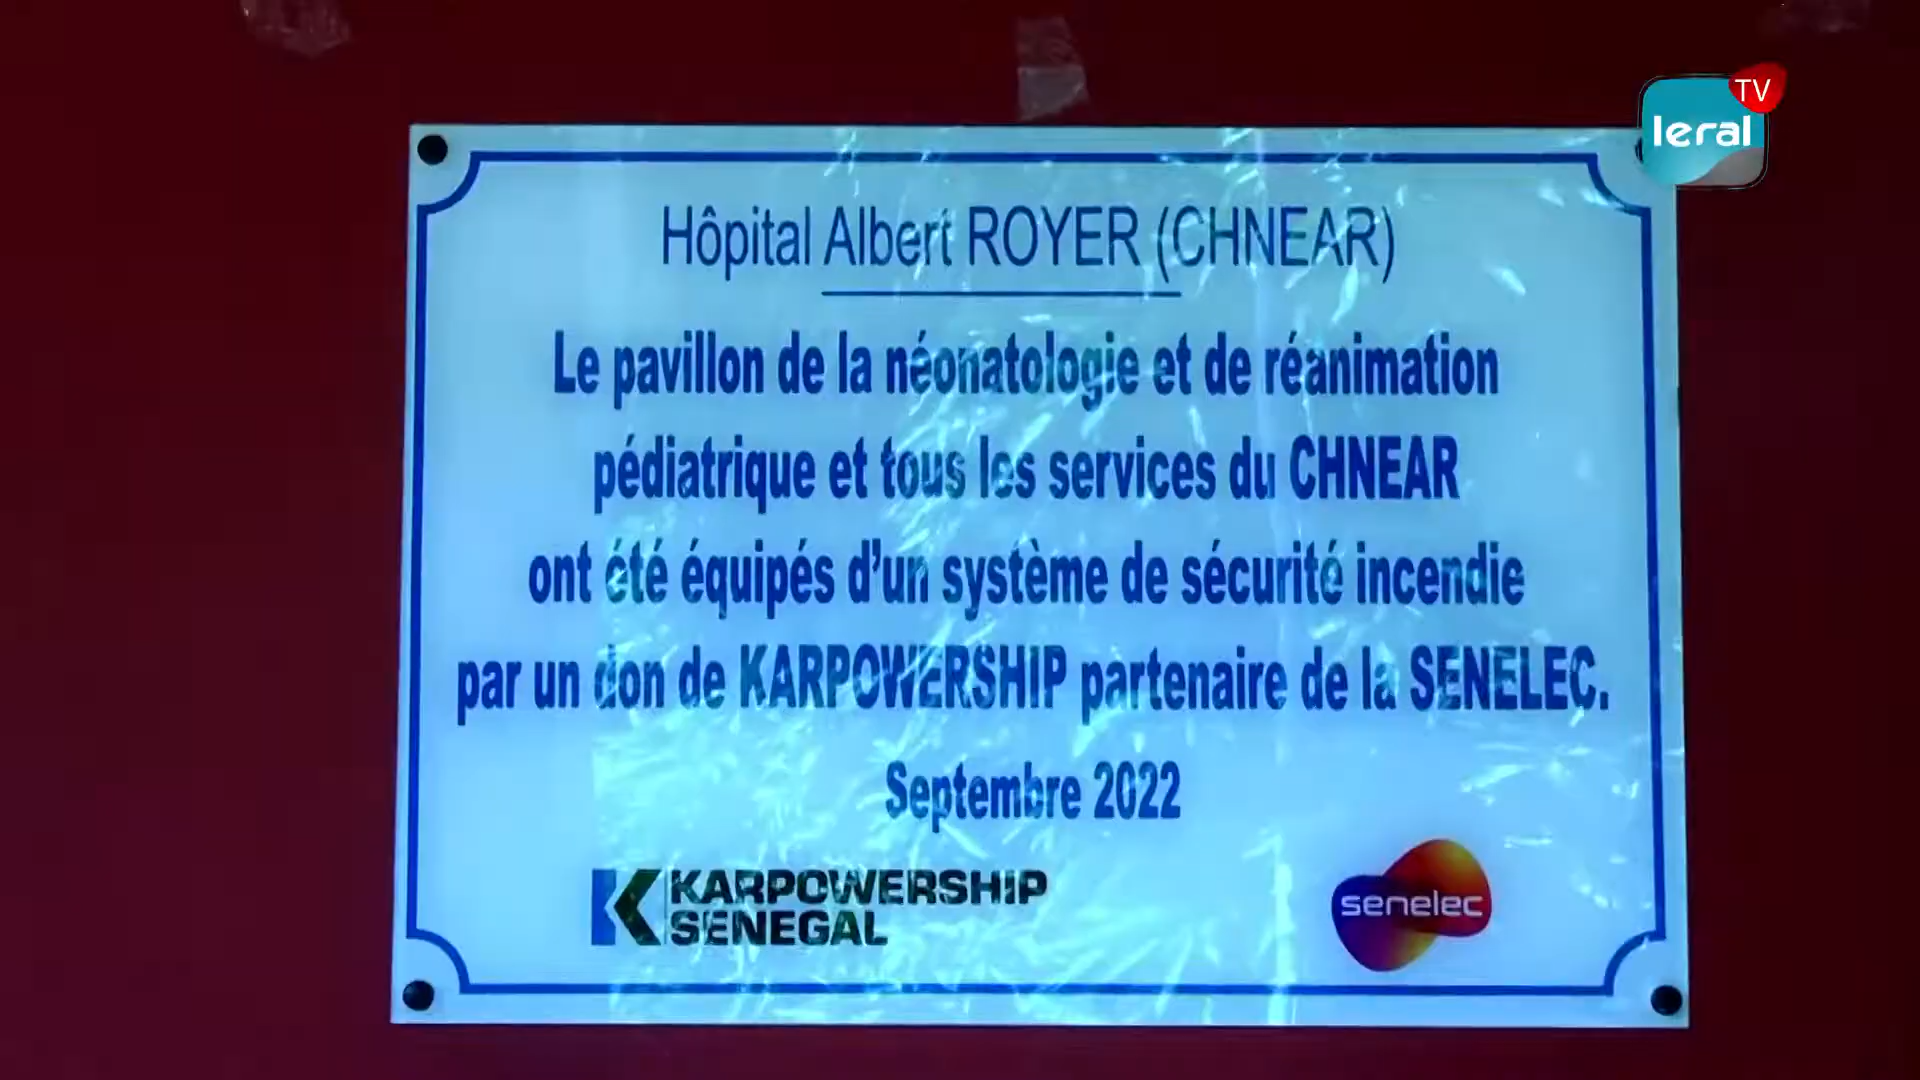 TV
leral
Hôpital Albert ROYER (CHNEAR)
Le pavillon de la néonatologie et de réanimation
pédiatrique et tous les services du CHNEAR
ont été équipés d'un système de sécurité incendie
par un don de KARPOWERSHIP partenaire de la SENELEC.
Septembre 2022
KARPOWERSHIP
SENEGAL
senelec